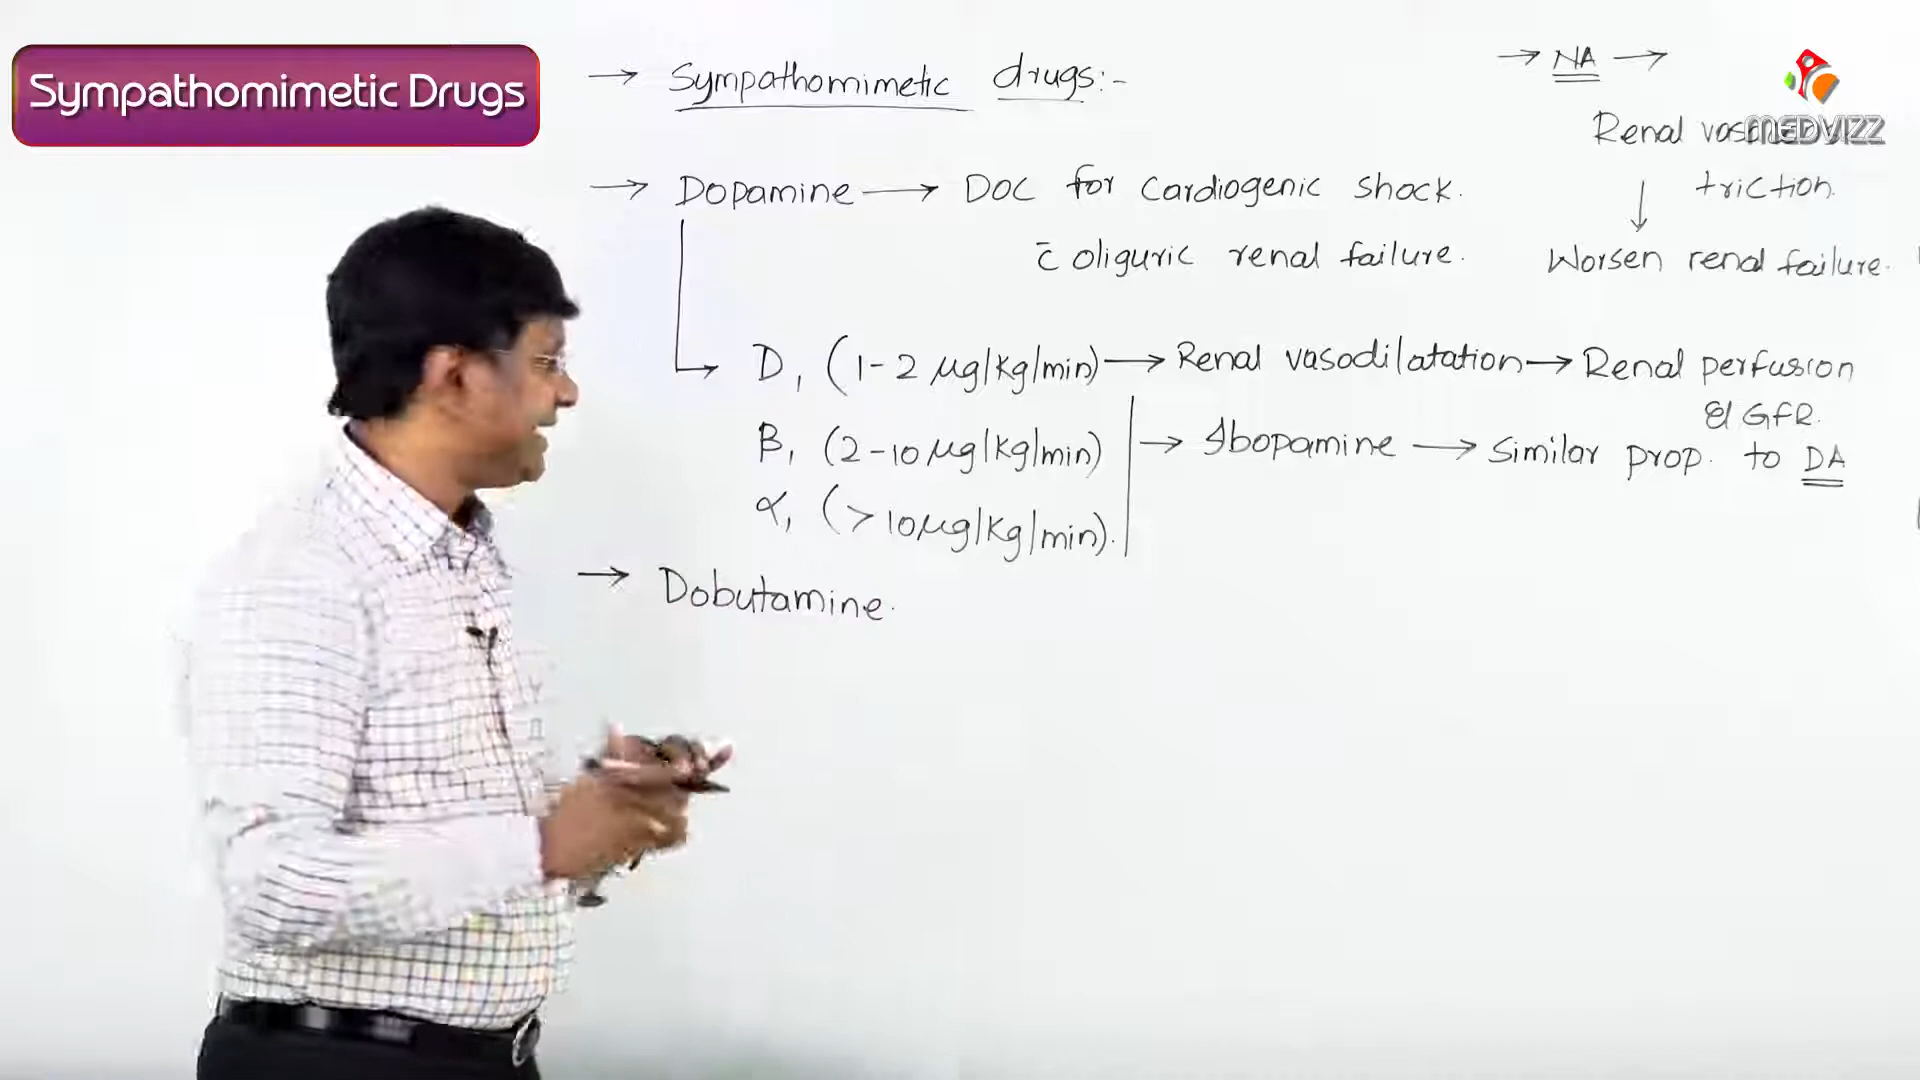 Sympathomimetic Drugs
→ Sympathomimetic drugs:-
→ NA →
Renal
triction.
↓
Worsen renal failure.
MEDVIZZ
→ Dopamine → DOC for cardiogenic shock.
c̄ oliguric renal failure.
D₁ (1-2 μg/kg/min) → Renal vasodilatation → Renal perfusion
& GFR.
β₁ (2-10 μg/kg/min)
→ Ibopamine → Similar prop. to DA
α₁ (>10 μg/kg/min).
→ Dobutamine.